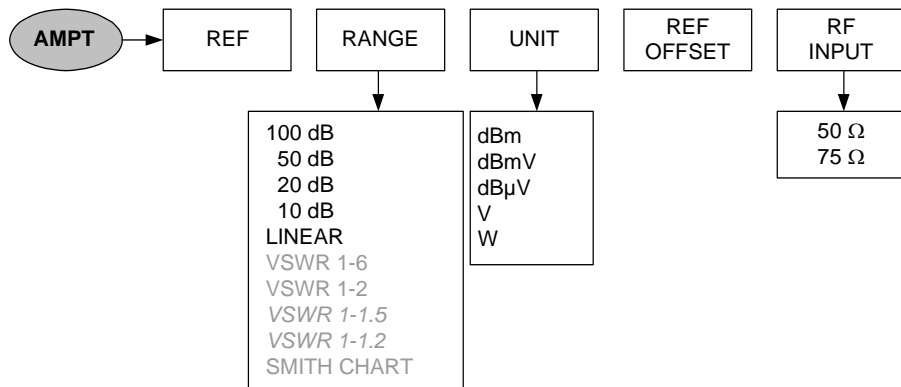 AMPT
REF
RANGE
UNIT
REF
OFFSET
RF
INPUT
100 dB
50 dB
20 dB
10 dB
LINEAR
VSWR 1-6
VSWR 1-2
VSWR 1-1.5
VSWR 1-1.2
SMITH CHART
dBm
dBmV
dBµV
V
W
50 Ω
75 Ω